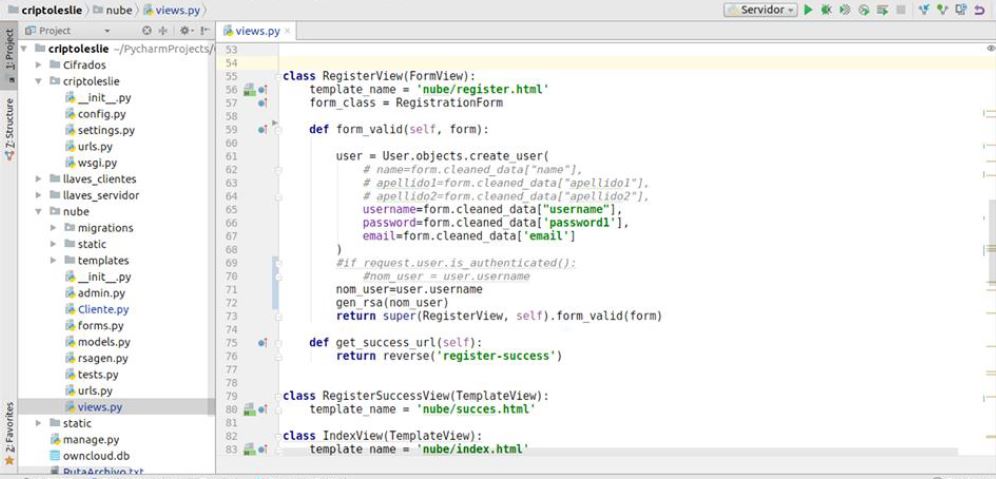 criptoleslie nube views.py Servidor
Project views.py
criptoleslie ~/PycharmProjects/
Cifrados
criptoleslie
__init__.py
config.py
settings.py
urls.py
wsgi.py
llaves_clientes
llaves_servidor
nube
migrations
static
templates
__init__.py
admin.py
Cliente.py
forms.py
models.py
rsagen.py
tests.py
urls.py
views.py
static
manage.py
owncloud.db
RutaArchivo.txt
1: Project
7: Structure
2: Favorites
53
54
55 class RegisterView(FormView):
56 template_name = 'nube/register.html'
57 form_class = RegistrationForm
58
59 def form_valid(self, form):
60
61 user = User.objects.create_user(
62 # name=form.cleaned_data["name"],
63 # apellido1=form.cleaned_data["apellido1"],
64 # apellido2=form.cleaned_data["apellido2"],
65 username=form.cleaned_data["username"],
66 password=form.cleaned_data['password1'],
67 email=form.cleaned_data['email']
68 )
69 #if request.user.is_authenticated():
70 #nom_user = user.username
71 nom_user=user.username
72 gen_rsa(nom_user)
73 return super(RegisterView, self).form_valid(form)
74
75 def get_success_url(self):
76 return reverse('register-success')
77
78
79 class RegisterSuccessView(TemplateView):
80 template_name = 'nube/succes.html'
81
82 class IndexView(TemplateView):
83 template_name = 'nube/index.html'